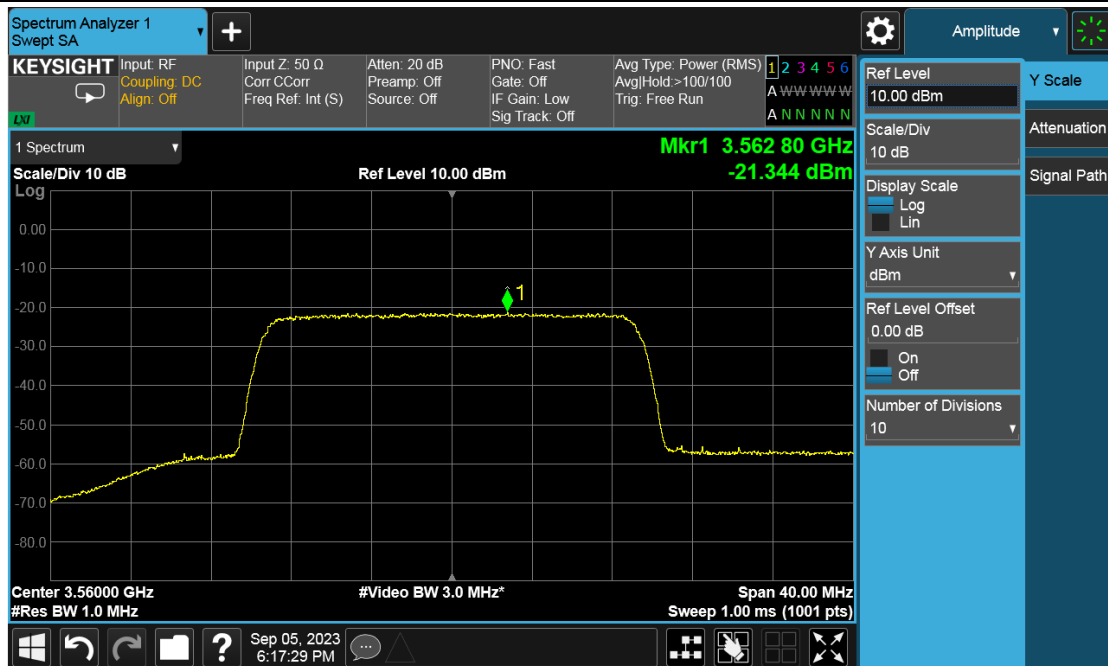 Spectrum Analyzer 1
Swept SA
+
Amplitude
KEYSIGHT
LXI
Input: RF
Coupling: DC
Align: Off
Input Z: 50 Ω
Corr CCorr
Freq Ref: Int (S)
Atten: 20 dB
Preamp: Off
Source: Off
PNO: Fast
Gate: Off
IF Gain: Low
Sig Track: Off
Avg Type: Power (RMS)
Avg|Hold:>100/100
Trig: Free Run
1 2 3 4 5 6
A W W W W W
A N N N N N
1 Spectrum
Mkr1 3.562 80 GHz
Scale/Div 10 dB
Ref Level 10.00 dBm
-21.344 dBm
Log
0.00
-10.0
-20.0
-30.0
-40.0
-50.0
-60.0
-70.0
-80.0
1
Center 3.56000 GHz
#Video BW 3.0 MHz*
Span 40.00 MHz
#Res BW 1.0 MHz
Sweep 1.00 ms (1001 pts)
Ref Level
10.00 dBm
Scale/Div
10 dB
Display Scale
Log
Lin
Y Axis Unit
dBm
Ref Level Offset
0.00 dB
On
Off
Number of Divisions
10
Y Scale
Attenuation
Signal Path
?
Sep 05, 2023
6:17:29 PM